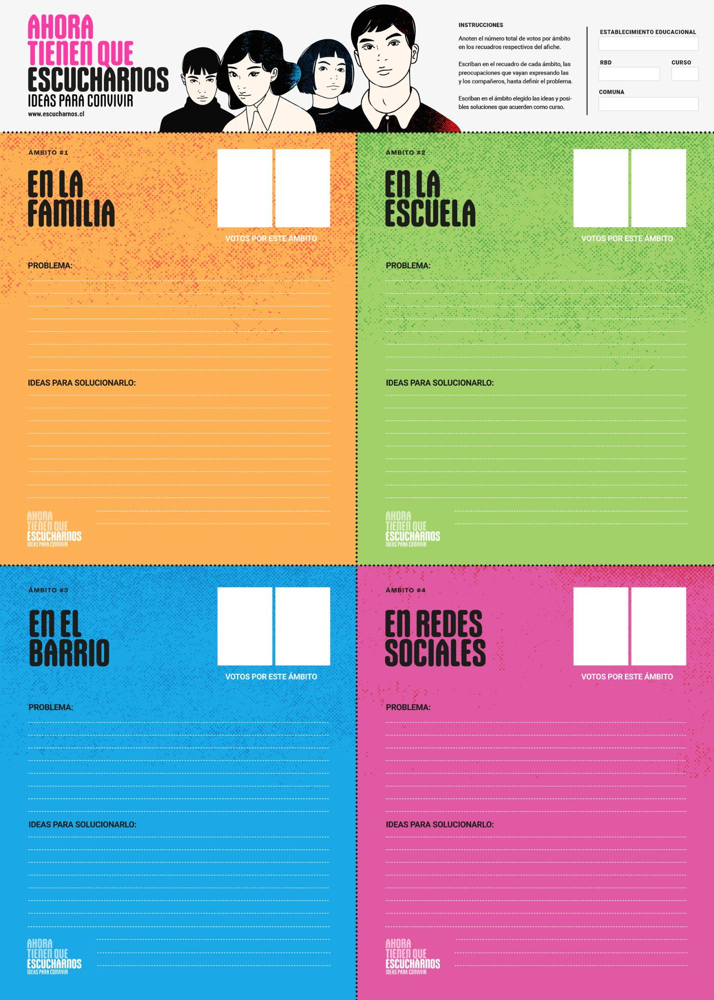 AHORA
TIENEN QUE
ESCUCHARNOS
IDEAS PARA CONVIVIR
www.escucharnos.cl
INSTRUCCIONES
Anoten el número total de votos por ámbito
en los recuadros respectivos del afiche.
Escriban en el recuadro de cada ámbito, las
preocupaciones que vayan expresando las
y los compañeros, hasta definir el problema.
Escriban en el ámbito elegido las ideas y posi-
bles soluciones que acuerden como curso.
ESTABLECIMIENTO EDUCACIONAL
RBD CURSO
COMUNA
ÁMBITO #1
EN LA
FAMILIA
VOTOS POR ESTE ÁMBITO
PROBLEMA:
IDEAS PARA SOLUCIONARLO:
AHORA
TIENEN QUE
ESCUCHARNOS
IDEAS PARA CONVIVIR
ÁMBITO #2
EN LA
ESCUELA
VOTOS POR ESTE ÁMBITO
PROBLEMA:
IDEAS PARA SOLUCIONARLO:
AHORA
TIENEN QUE
ESCUCHARNOS
IDEAS PARA CONVIVIR
ÁMBITO #3
EN EL
BARRIO
VOTOS POR ESTE ÁMBITO
PROBLEMA:
IDEAS PARA SOLUCIONARLO:
AHORA
TIENEN QUE
ESCUCHARNOS
IDEAS PARA CONVIVIR
ÁMBITO #4
EN REDES
SOCIALES
VOTOS POR ESTE ÁMBITO
PROBLEMA:
IDEAS PARA SOLUCIONARLO:
AHORA
TIENEN QUE
ESCUCHARNOS
IDEAS PARA CONVIVIR